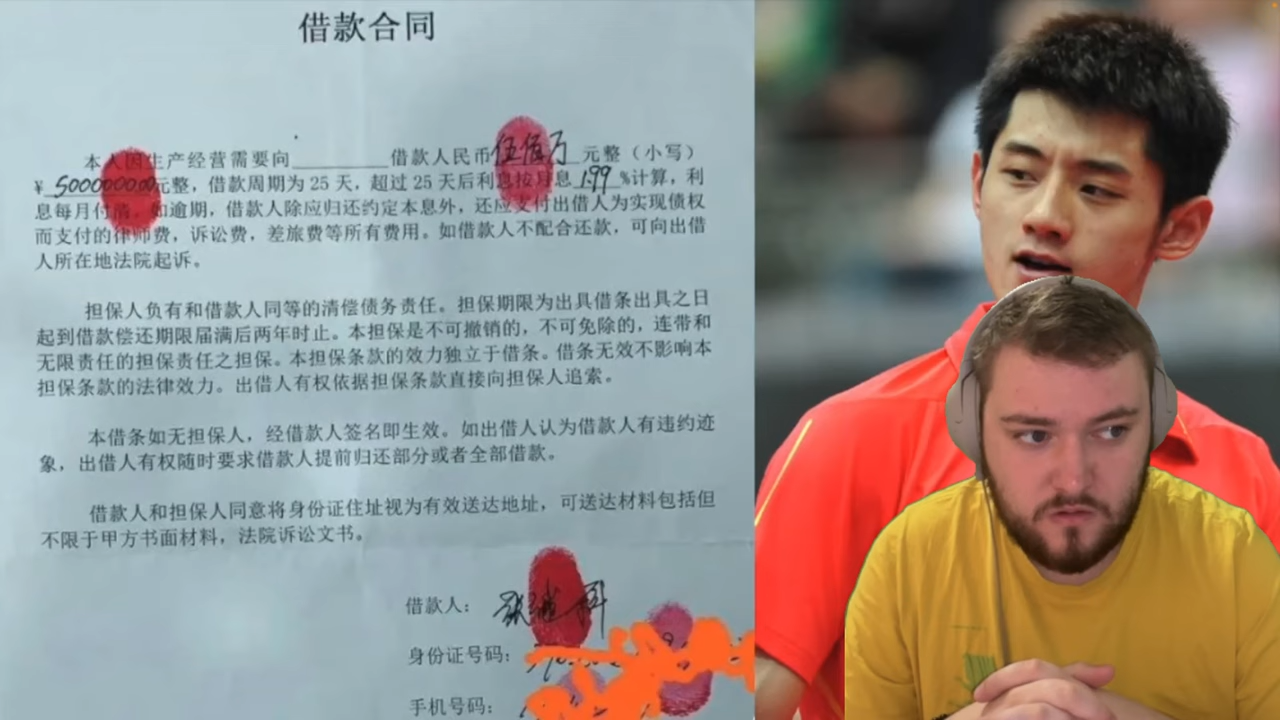 借款合同
本人因生产经营需要向________借款人民币伍佰万元整（小写）
¥ 5000000.00元整，借款周期为 25 天，超过 25 天后利息按月息1.99%计算，利
息每月付清，如逾期，借款人除应归还约定本息外，还应支付出借人为实现债权
而支付的律师费，诉讼费，差旅费等所有费用。如借款人不配合还款，可向出借
人所在地法院起诉。
担保人负有和借款人同等的清偿债务责任。担保期限为出具借条出具之日
起到借款偿还期限届满后两年时止。本担保是不可撤销的，不可免除的，连带和
无限责任的担保责任之担保。本担保条款的效力独立于借条。借条无效不影响本
担保条款的法律效力。出借人有权依据担保条款直接向担保人追索。
本借条如无担保人，经借款人签名即生效。如出借人认为借款人有违约迹
象，出借人有权随时要求借款人提前归还部分或者全部借款。
借款人和担保人同意将身份证住址视为有效送达地址，可送达材料包括但
不限于甲方书面材料，法院诉讼文书。
借款人：张继科
身份证号码：
手机号码：